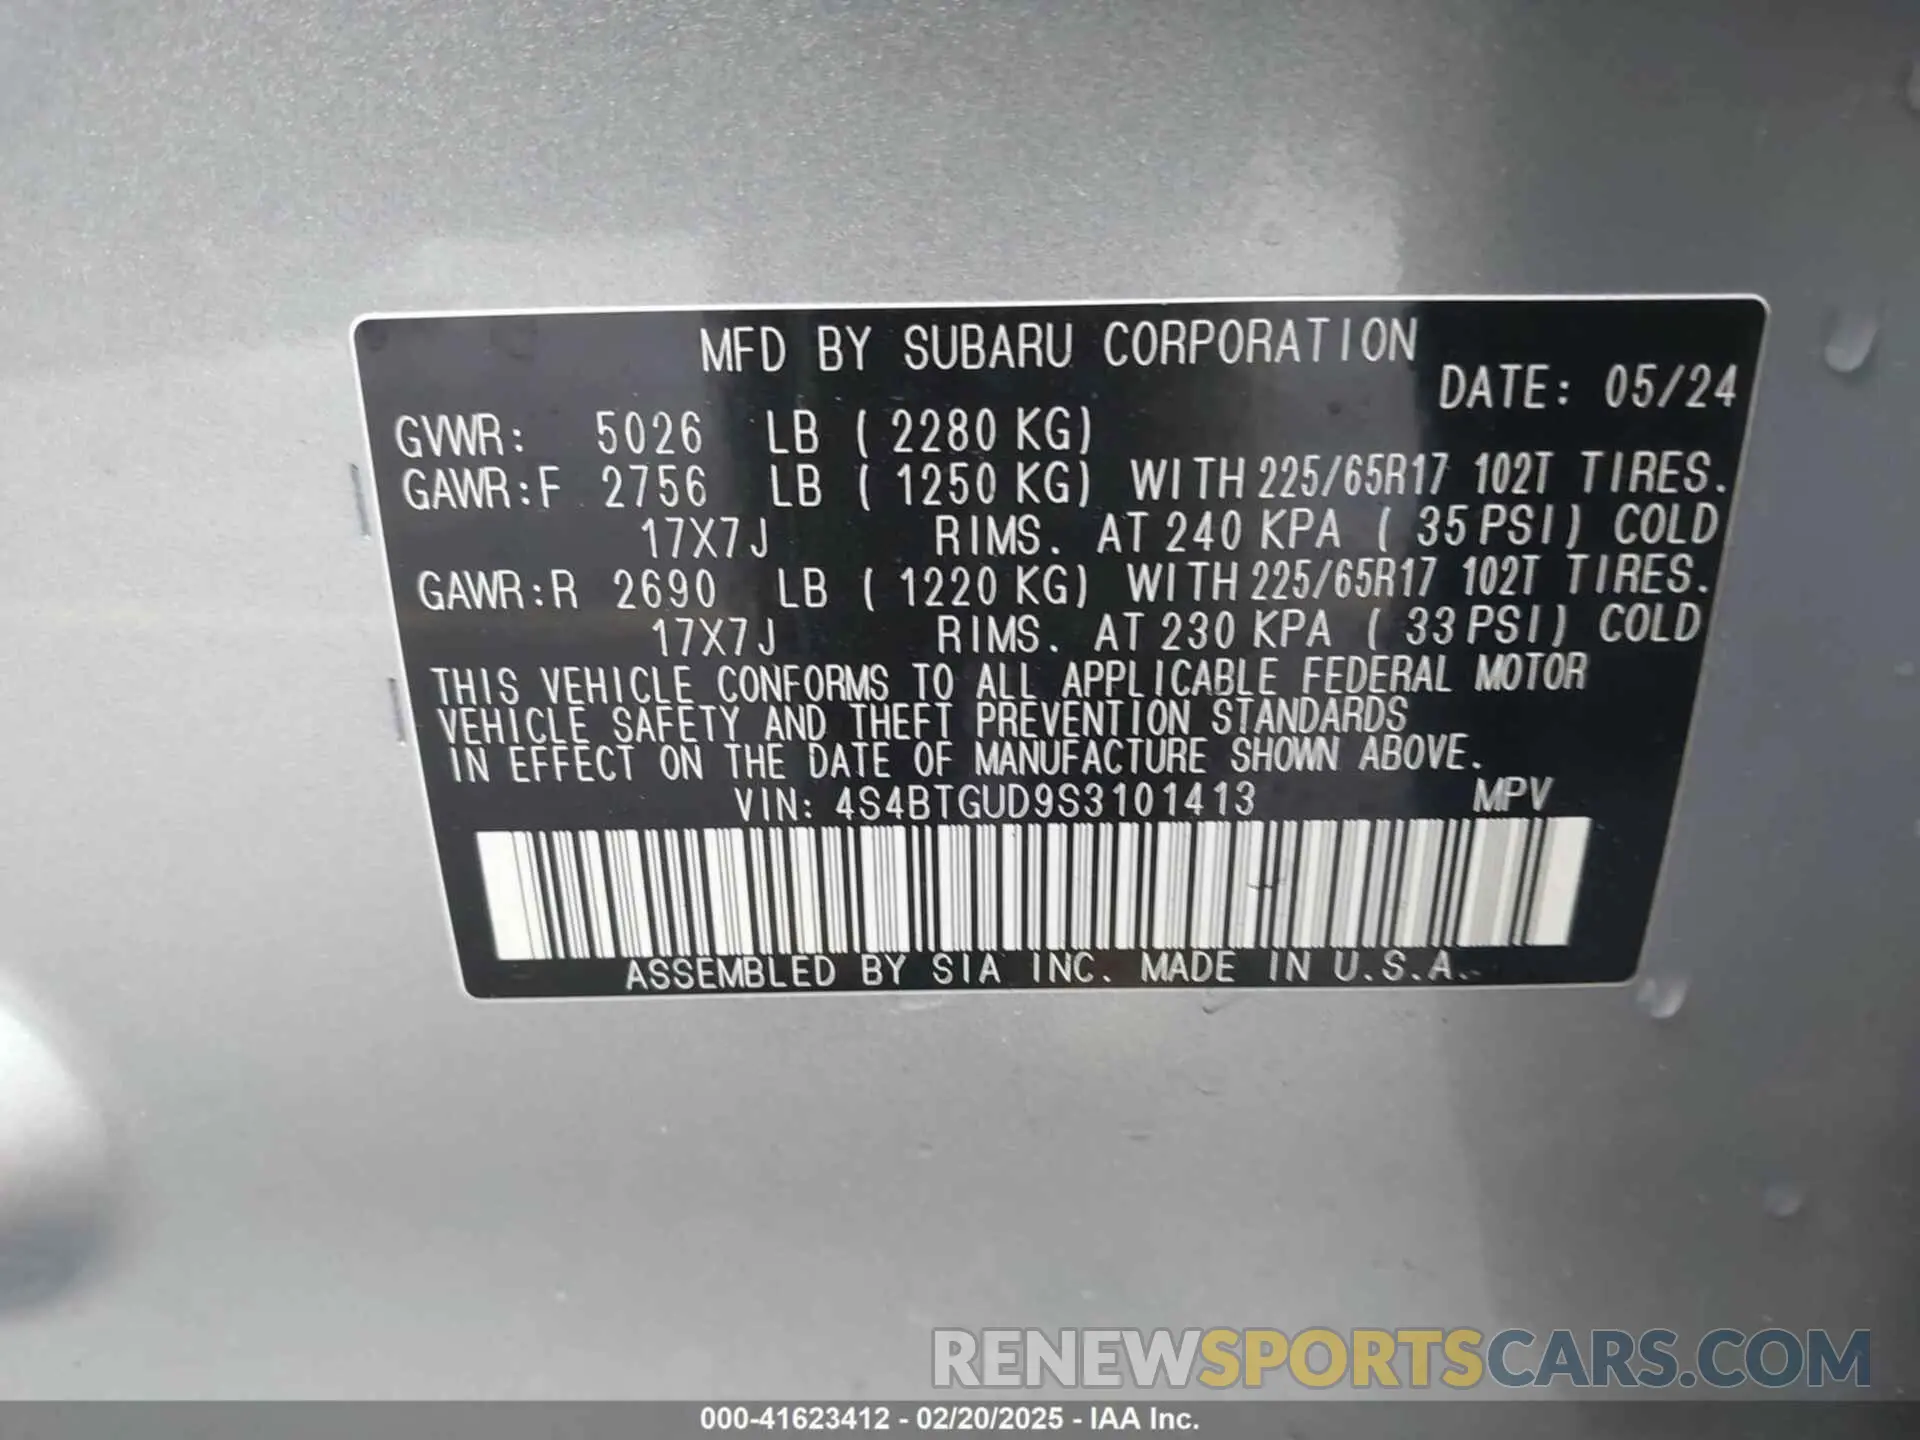 MFD BY SUBARU CORPORATION
DATE: 05/24
GVWR: 5026 LB ( 2280 KG)
GAWR:F 2756 LB ( 1250 KG) WITH 225/65R17 102T TIRES.
17X7J RIMS. AT 240 KPA ( 35 PSI) COLD
GAWR:R 2690 LB ( 1220 KG) WITH 225/65R17 102T TIRES.
17X7J RIMS. AT 230 KPA ( 33 PSI) COLD
THIS VEHICLE CONFORMS TO ALL APPLICABLE FEDERAL MOTOR
VEHICLE SAFETY AND THEFT PREVENTION STANDARDS
IN EFFECT ON THE DATE OF MANUFACTURE SHOWN ABOVE.
VIN: 4S4BTGUD9S3101413 MPV
ASSEMBLED BY SIA INC. MADE IN U.S.A.
RENEWSPORTSCARS.COM
000-41623412 - 02/20/2025 - IAA Inc.